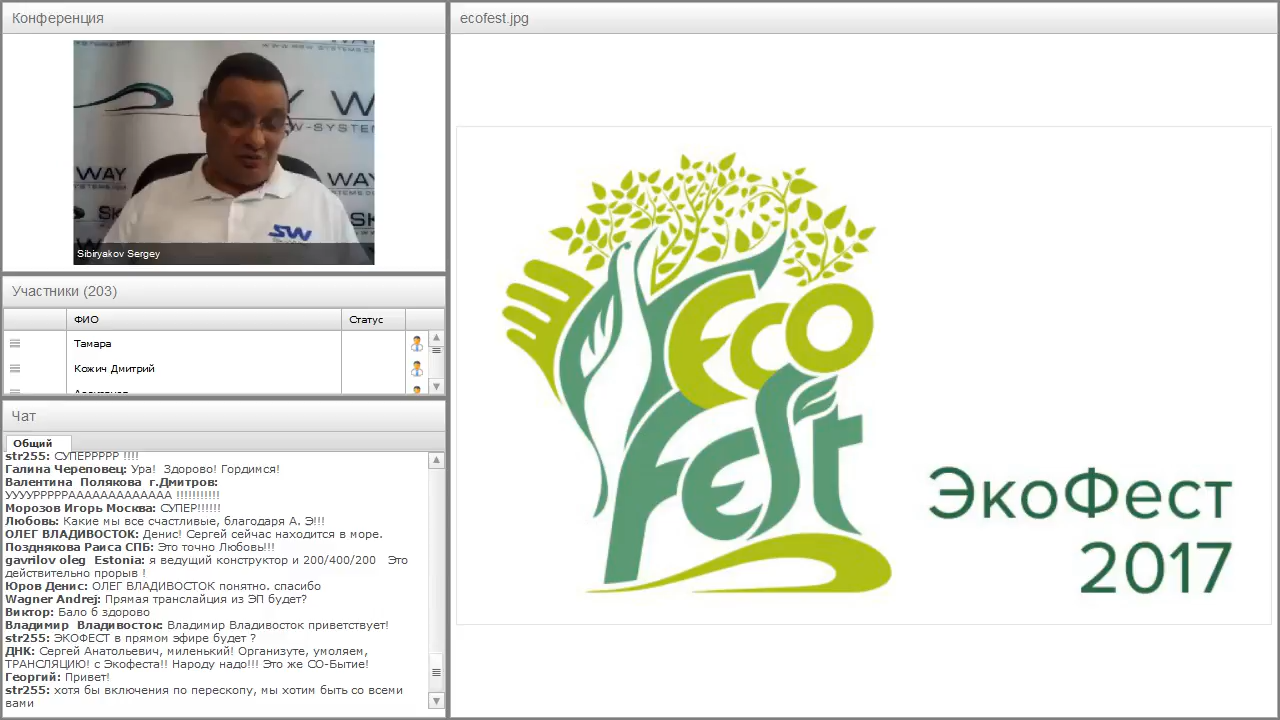 Конференция
WAY
SK
SW
Sibiryakov Sergey
Участники (203)
ФИО
Статус
Тамара
Кожич Дмитрий
Чат
Общий
str255: СУПЕРРРРР !!!!
Галина Череповец: Ура!  Здорово! Гордимся!
Валентина  Полякова  г.Дмитров:
УУУУРРРРРААААААААААААА !!!!!!!!!!!
Морозов Игорь Москва: СУПЕР!!!!!!
Любовь: Какие мы все счастливые, благодаря А. Э!!!
ОЛЕГ ВЛАДИВОСТОК: Денис! Сергей сейчас находится в море.
Позднякова Раиса СПБ: Это точно Любовь!!!
gavrilov oleg  Estonia: я ведущий конструктор и 200/400/200   Это
действительно прорыв !
Юров Денис: ОЛЕГ ВЛАДИВОСТОК понятно. спасибо
Wagner Andrej: Прямая транслайция из ЭП будет?
Виктор: Бало б здорово
Владимир  Владивосток: Владимир Владивосток приветствует!
str255: ЭКОФЕСТ в прямом эфире будет ?
ДНК: Сергей Анатольевич, миленький! Организуте, умоляем,
ТРАНСЛЯЦИЮ! с Экофеста!! Народу надо!!! Это же СО-Бытие!
Георгий: Привет!
str255: хотя бы включения по перескопу, мы хотим быть со всеми
вами
ecofest.jpg
Eco
fest
ЭкоФест
2017